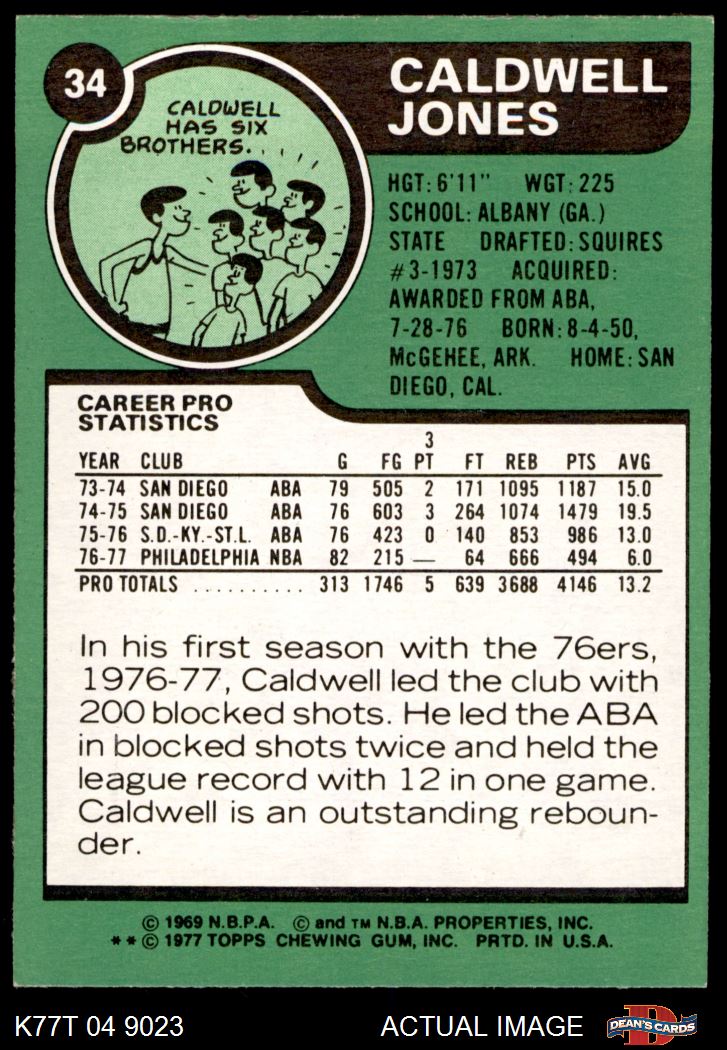 34
CALDWELL
HAS SIX
BROTHERS...
CALDWELL
JONES
HGT: 6'11" WGT: 225
SCHOOL: ALBANY (GA.)
STATE DRAFTED: SQUIRES
#3-1973 ACQUIRED:
AWARDED FROM ABA,
7-28-76 BORN: 8-4-50,
McGEHEE, ARK. HOME: SAN
DIEGO, CAL.
CAREER PRO
STATISTICS
3
YEAR CLUB G FG PT FT REB PTS AVG
73-74 SAN DIEGO ABA 79 505 2 171 1095 1187 15.0
74-75 SAN DIEGO ABA 76 603 3 264 1074 1479 19.5
75-76 S.D.-KY.-ST.L. ABA 76 423 0 140 853 986 13.0
76-77 PHILADELPHIA NBA 82 215 — 64 666 494 6.0
PRO TOTALS .......... 313 1746 5 639 3688 4146 13.2
In his first season with the 76ers,
1976-77, Caldwell led the club with
200 blocked shots. He led the ABA
in blocked shots twice and held the
league record with 12 in one game.
Caldwell is an outstanding reboun-
der.
© 1969 N.B.P.A. © and TM N.B.A. PROPERTIES, INC.
**© 1977 TOPPS CHEWING GUM, INC. PRTD. IN U.S.A.
K77T 04 9023 ACTUAL IMAGE
D
DEAN'S CARDS